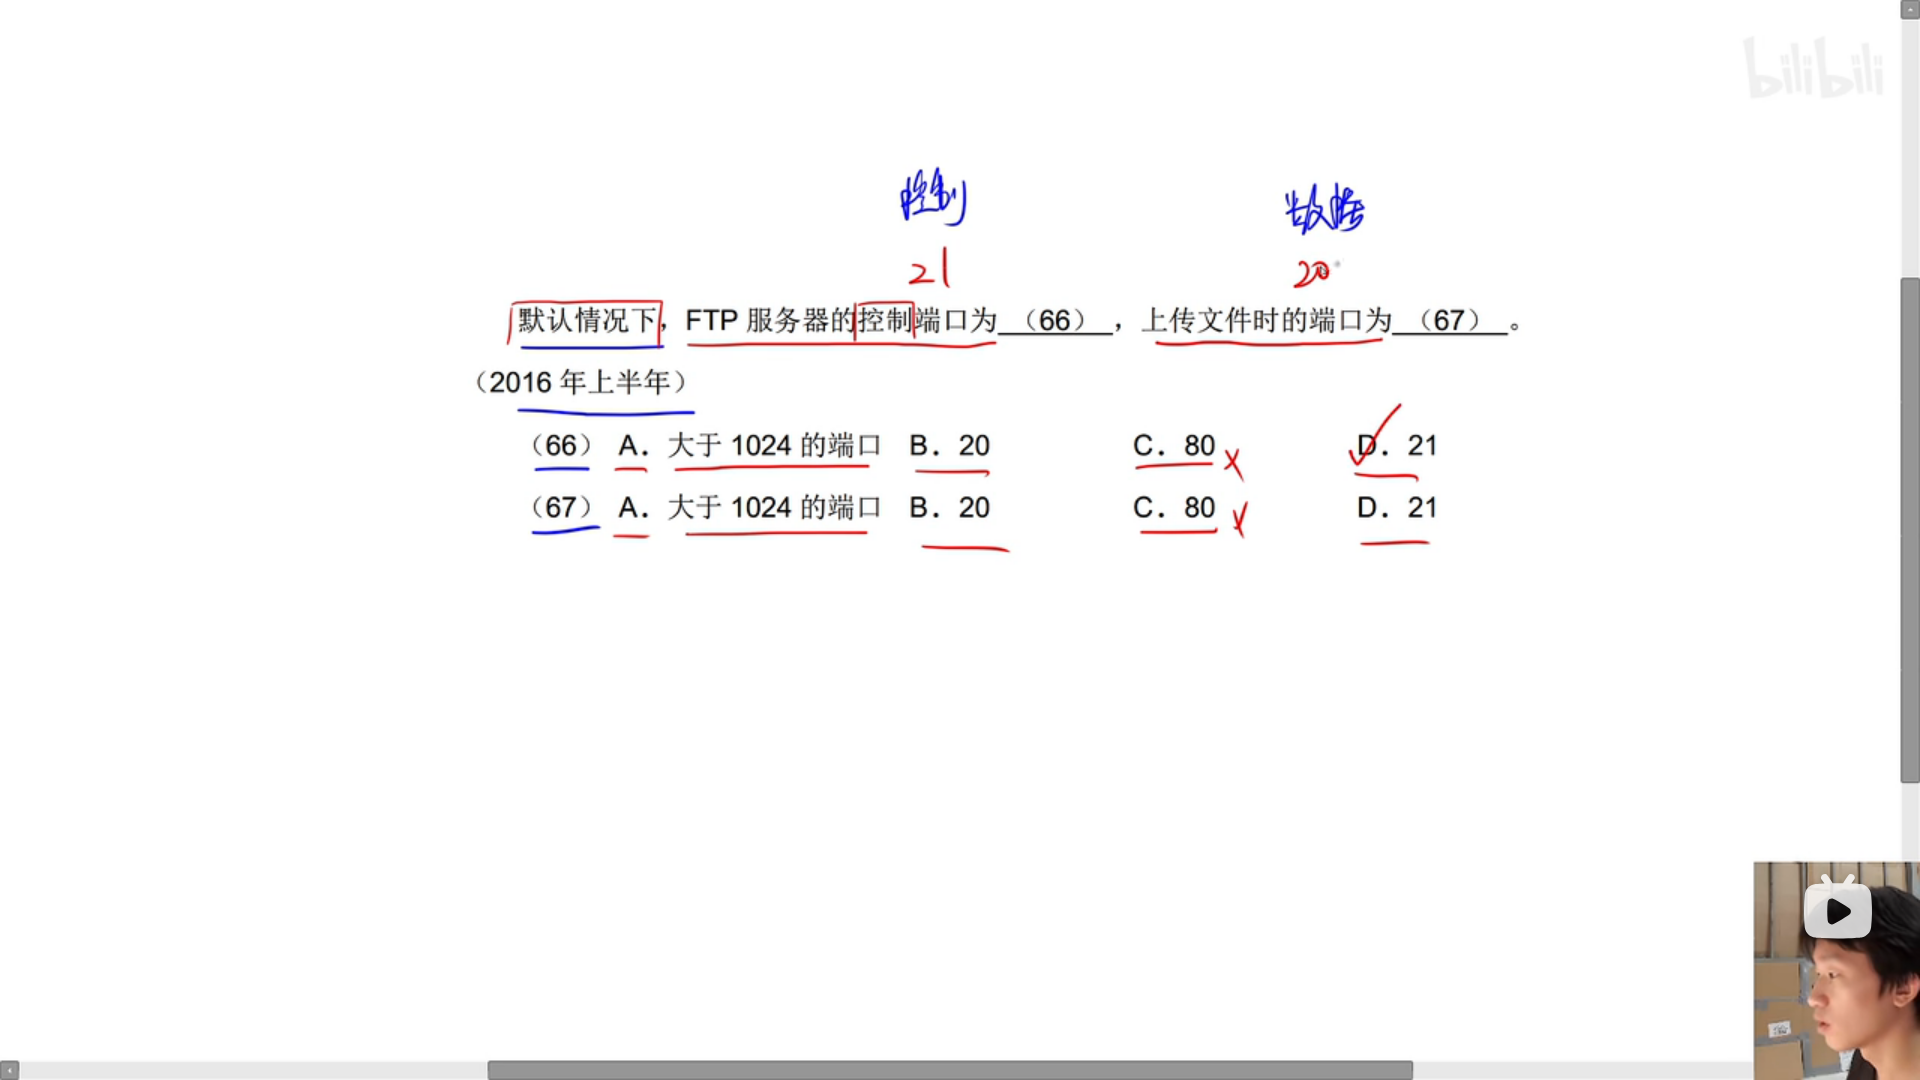 bilibili
控制 数据
21 20
默认情况下，FTP 服务器的控制端口为 （66） ，上传文件时的端口为 （67） 。
（2016 年上半年）
（66） A．大于 1024 的端口 B．20 C．80 D．21
（67） A．大于 1024 的端口 B．20 C．80 D．21